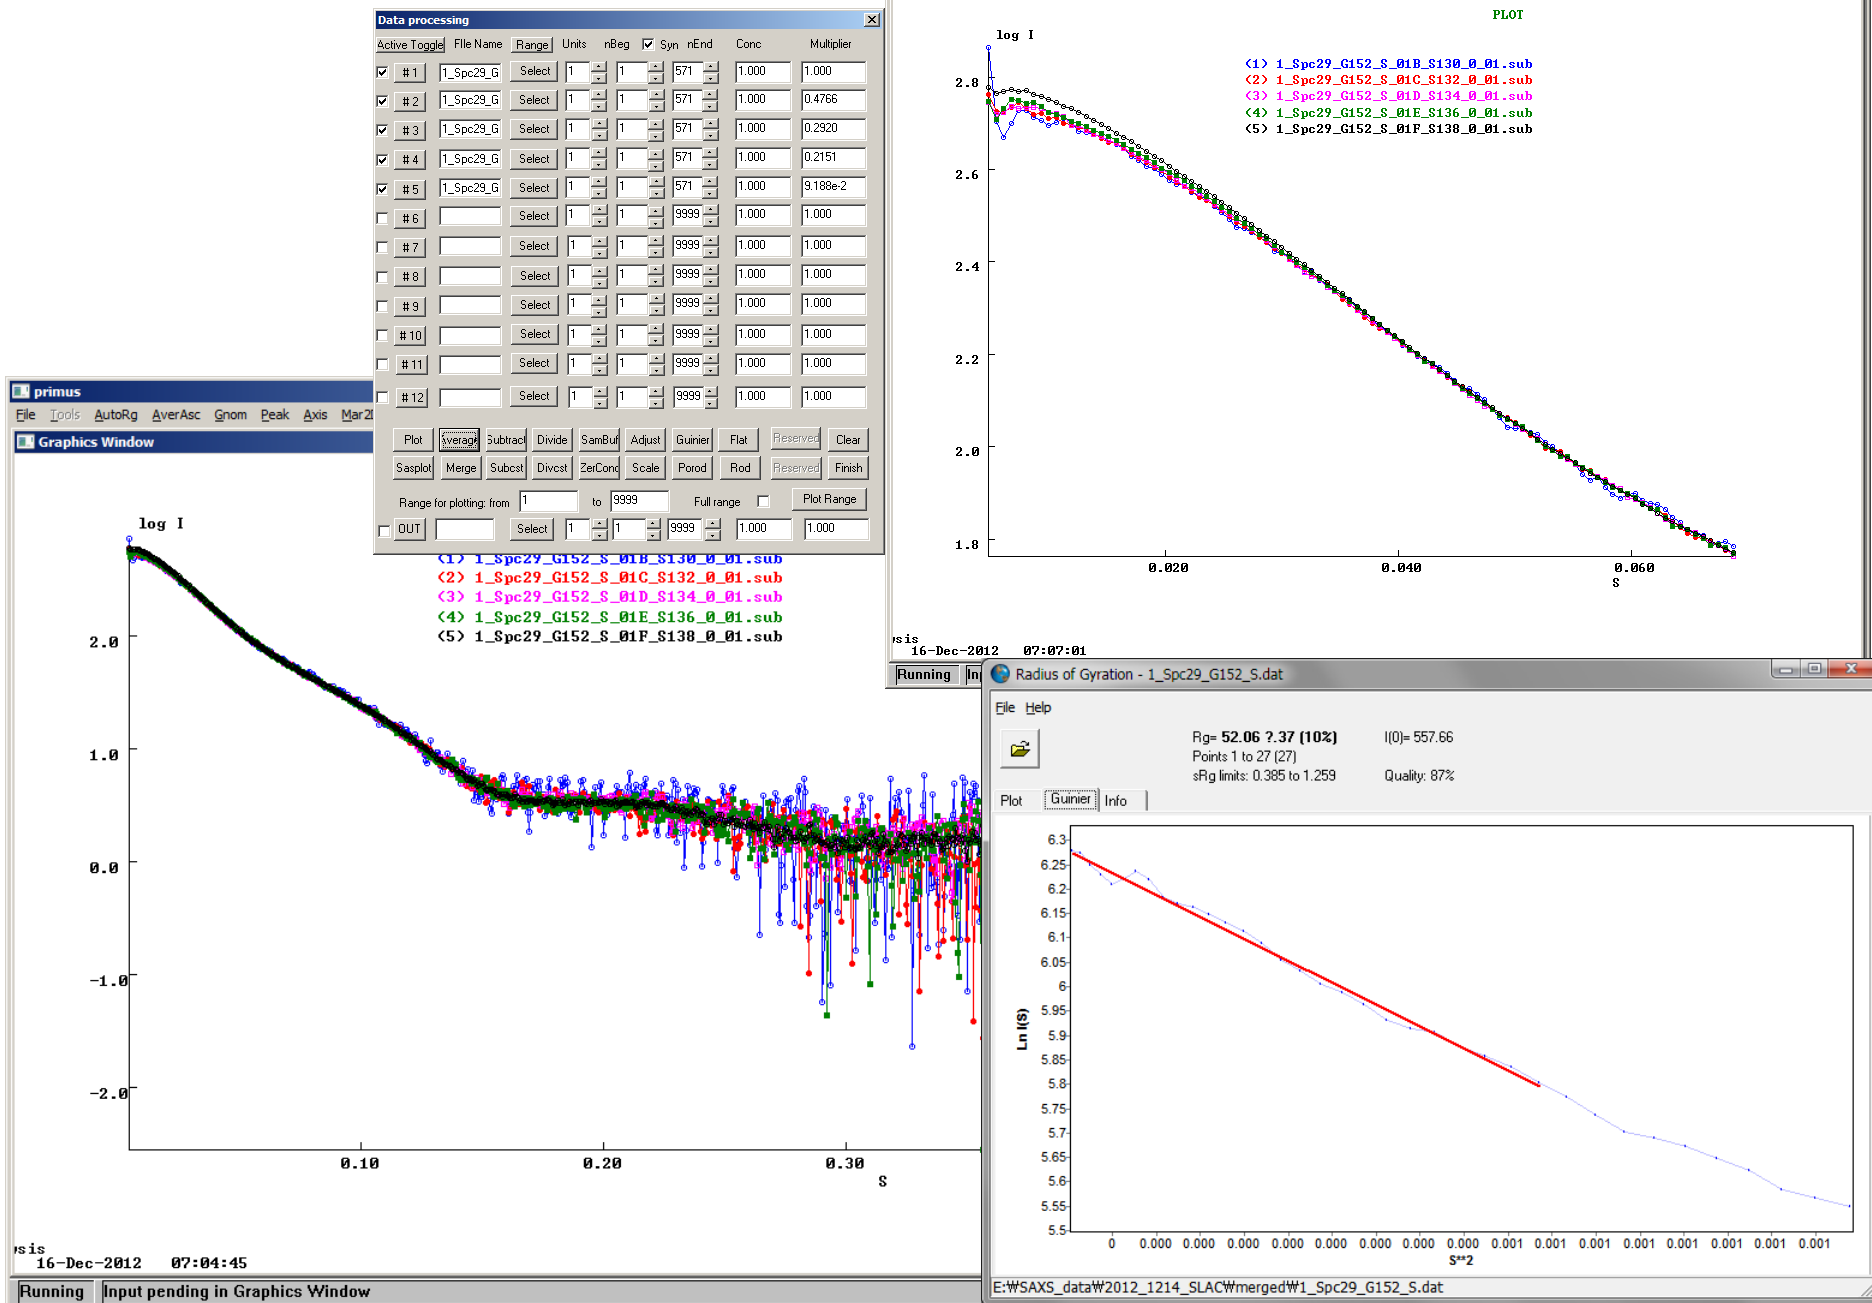 Data processing
Active Toggle FIle Name Range Units nBeg Syn nEnd Conc Multiplier
#1 1_Spc29_G Select 1 1 571 1.000 1.000
#2 1_Spc29_G Select 1 1 571 1.000 0.4766
#3 1_Spc29_G Select 1 1 571 1.000 0.2920
#4 1_Spc29_G Select 1 1 571 1.000 0.2151
#5 1_Spc29_G Select 1 1 571 1.000 9.188e-2
#6 Select 1 1 9999 1.000 1.000
#7 Select 1 1 9999 1.000 1.000
#8 Select 1 1 9999 1.000 1.000
#9 Select 1 1 9999 1.000 1.000
#10 Select 1 1 9999 1.000 1.000
#11 Select 1 1 9999 1.000 1.000
#12 Select 1 1 9999 1.000 1.000
Plot Average Subtract Divide SamBuf Adjust Guinier Flat Reserved Clear
Sasplot Merge Subcst Divcst ZerConc Scale Porod Rod Reserved Finish
Range for plotting: from 1 to 9999 Full range Plot Range
OUT Select 1 1 9999 1.000 1.000
PLOT
log I
(1) 1_Spc29_G152_S_01B_S130_0_01.sub
(2) 1_Spc29_G152_S_01C_S132_0_01.sub
(3) 1_Spc29_G152_S_01D_S134_0_01.sub
(4) 1_Spc29_G152_S_01E_S136_0_01.sub
(5) 1_Spc29_G152_S_01F_S138_0_01.sub
2.8
2.6
2.4
2.2
2.0
1.8
0.020 0.040 0.060
S
sis
16-Dec-2012 07:07:01
Running In
primus
File Tools AutoRg AverAsc Gnom Peak Axis Mar2D
Graphics Window
log I
(1) 1_Spc29_G152_S_01B_S130_0_01.sub
(2) 1_Spc29_G152_S_01C_S132_0_01.sub
(3) 1_Spc29_G152_S_01D_S134_0_01.sub
(4) 1_Spc29_G152_S_01E_S136_0_01.sub
(5) 1_Spc29_G152_S_01F_S138_0_01.sub
2.0
1.0
0.0
-1.0
-2.0
0.10 0.20 0.30
S
sis
16-Dec-2012 07:04:45
Running Input pending in Graphics Window
Radius of Gyration - 1_Spc29_G152_S.dat
File Help
Rg= 52.06 ?.37 (10%) I(0)= 557.66
Points 1 to 27 (27)
sRg limits: 0.385 to 1.259 Quality: 87%
Plot Guinier Info
6.3
6.25
6.2
6.15
6.1
6.05
6
5.95
5.9
5.85
5.8
5.75
5.7
5.65
5.6
5.55
5.5
Ln I(S)
0 0.000 0.000 0.000 0.000 0.000 0.000 0.000 0.000 0.001 0.001 0.001 0.001 0.001 0.001 0.001 0.001
S**2
E:₩SAXS_data₩2012_1214_SLAC₩merged₩1_Spc29_G152_S.dat